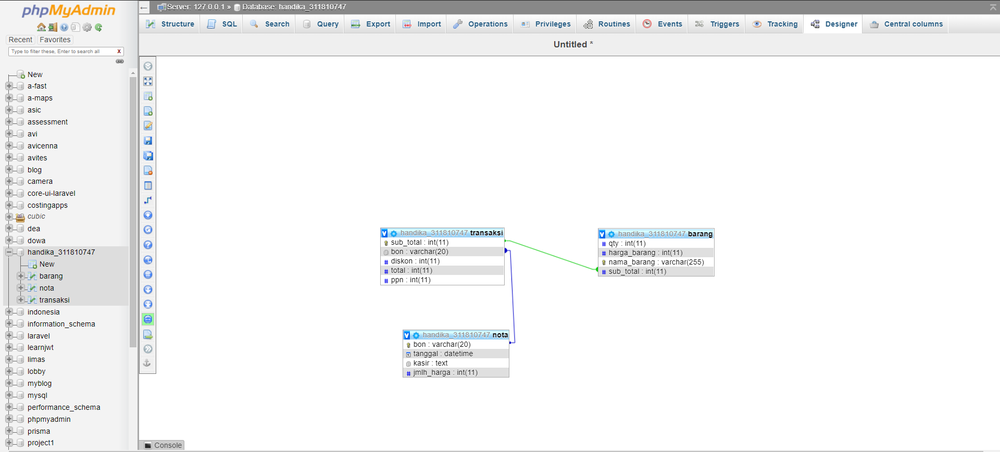 phpMyAdmin
Recent Favorites
Type to filter these, Enter to search all X
New
a-fast
a-maps
asic
assessment
avi
avicenna
avites
blog
camera
core-ui-laravel
costingapps
cubic
dea
dowa
handika_311810747
New
barang
nota
transaksi
indonesia
information_schema
laravel
learnjwt
limas
lobby
myblog
mysql
performance_schema
phpmyadmin
prisma
project1
Server: 127.0.0.1 » Database: handika_311810747
Structure SQL Search Query Export Import Operations Privileges Routines Events Triggers Tracking Designer Central columns
Untitled *
handika_311810747 transaksi
sub_total : int(11)
bon : varchar(20)
diskon : int(11)
total : int(11)
ppn : int(11)
handika_311810747 barang
qty : int(11)
harga_barang : int(11)
nama_barang : varchar(255)
sub_total : int(11)
handika_311810747 nota
bon : varchar(20)
tanggal : datetime
kasir : text
jmlh_harga : int(11)
Console